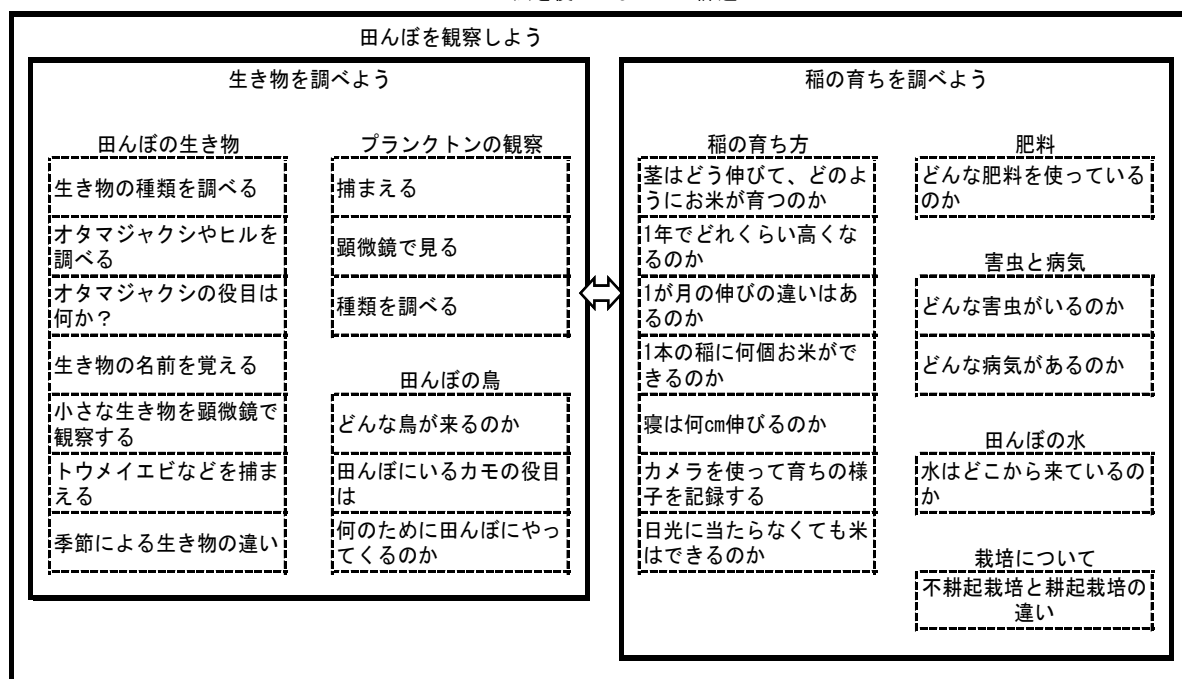 田んぼを観察しよう
生き物を調べよう
田んぼの生き物
生き物の種類を調べる
オタマジャクシやヒルを
調べる
オタマジャクシの役目は
何か？
生き物の名前を覚える
小さな生き物を顕微鏡で
観察する
トウメイエビなどを捕ま
える
季節による生き物の違い
プランクトンの観察
捕まえる
顕微鏡で見る
種類を調べる
田んぼの鳥
どんな鳥が来るのか
田んぼにいるカモの役目
は
何のために田んぼにやっ
てくるのか
稲の育ちを調べよう
稲の育ち方
茎はどう伸びて、どのよ
うにお米が育つのか
1年でどれくらい高くな
るのか
1が月の伸びの違いはあ
るのか
1本の稲に何個お米がで
きるのか
寝は何㎝伸びるのか
カメラを使って育ちの様
子を記録する
日光に当たらなくても米
はできるのか
肥料
どんな肥料を使っている
のか
害虫と病気
どんな害虫がいるのか
どんな病気があるのか
田んぼの水
水はどこから来ているの
か
栽培について
不耕起栽培と耕起栽培の
違い